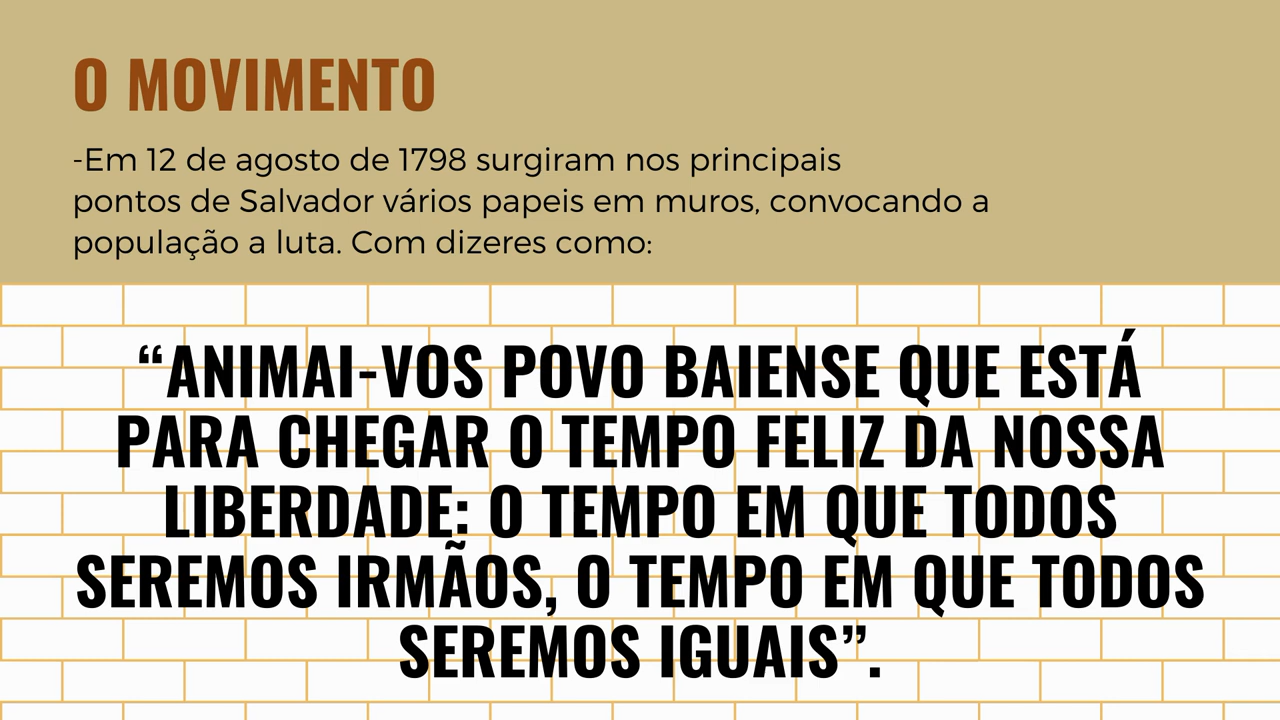 O MOVIMENTO
-Em 12 de agosto de 1798 surgiram nos principais
pontos de Salvador vários papeis em muros, convocando a
população a luta. Com dizeres como:
“ANIMAI-VOS POVO BAIENSE QUE ESTÁ
PARA CHEGAR O TEMPO FELIZ DA NOSSA
LIBERDADE: O TEMPO EM QUE TODOS
SEREMOS IRMÃOS, O TEMPO EM QUE TODOS
SEREMOS IGUAIS”.